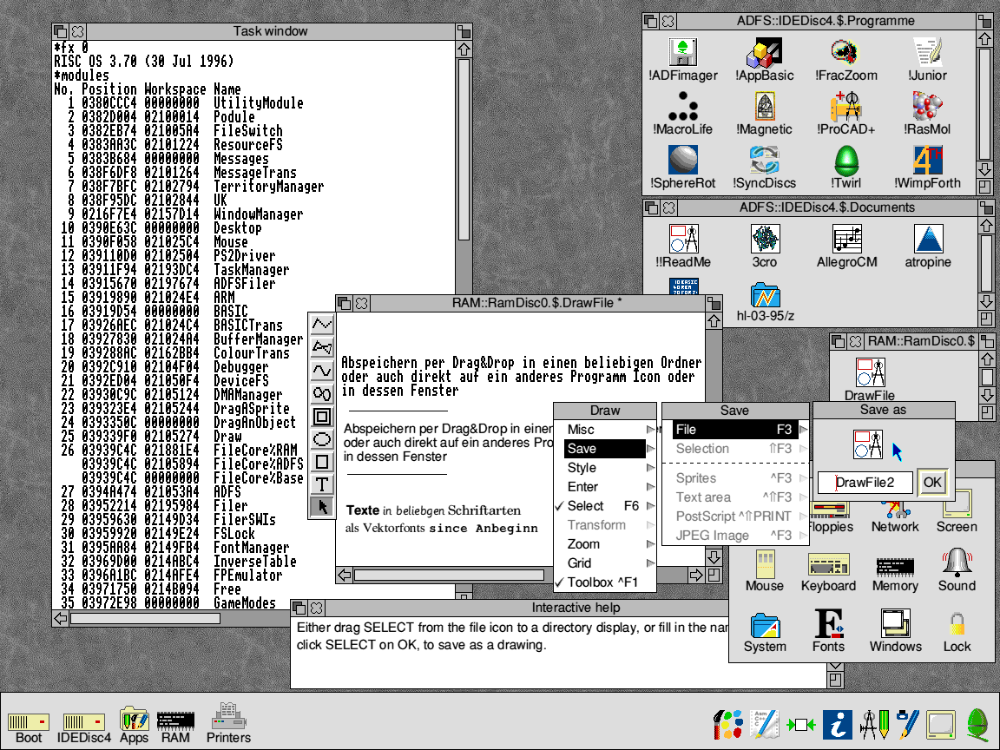 Task window
*fx 0
RISC OS 3.70 (30 Jul 1996)
*modules
No. Position Workspace Name
1 0380CCC4 00000000 UtilityModule
2 0382D004 02100014 Podule
3 0382EB74 021005A4 FileSwitch
4 0383AA3C 02101224 ResourceFS
5 0383B684 00000000 Messages
6 038F6DF8 02101264 MessageTrans
7 038F7BFC 02102794 TerritoryManager
8 038F95DC 02102844 UK
9 0216F7E4 02157D14 WindowManager
10 0390E63C 00000000 Desktop
11 0390F058 021025C4 Mouse
12 039110D0 02102504 PS2Driver
13 03911F94 02193DC4 TaskManager
14 03915670 02197674 ADFSFiler
15 03919890 021024E4 ARM
16 03919D54 00000000 BASIC
17 03926AEC 021024C4 BASICTrans
18 03927830 021024A4 BufferManager
19 039288AC 02162BB4 ColourTrans
20 0392C910 02104F04 Debugger
21 0392ED04 021050F4 DeviceFS
22 03930C9C 02105124 DMAManager
23 039323E4 02105244 DragASprite
24 0393350C 00000000 DragAnObject
25 039339F0 02105274 Draw
26 03939C4C 021881E4 FileCore%RAM
03939C4C 02105894 FileCore%ADFS
03939C4C 00000000 FileCore%Base
27 0394A474 021053A4 ADFS
28 03952214 02195984 Filer
29 03959630 02149D34 FilerSWIs
30 03959920 02149E24 FSLock
31 0395AA84 02149FB4 FontManager
32 03969D00 0214ABC4 InverseTable
33 0396A1BC 0214AFE4 FPEmulator
34 03971750 0214B094 Free
35 03972E98 00000000 GameModes
ADFS::IDEDisc4.$.Programme
!ADFimager !AppBasic !FracZoom !Junior
!MacroLife !Magnetic !ProCAD+ !RasMol
!SphereRot !SyncDiscs !Twirl !WimpForth
ADFS::IDEDisc4.$.Documents
!!ReadMe 3cro AllegroCM atropine
hl-03-95/z
RAM::RamDisc0.$.DrawFile *
Abspeichern per Drag&Drop in einen beliebigen Ordner
oder auch direkt auf ein anderes Programm Icon oder
in dessen Fenster
Abspeichern per Drag&Drop in einen
oder auch direkt auf ein anderes Pro
in dessen Fenster
Texte in beliebgen Schriftarten
als Vektorfonts since Anbeginn
RAM::RamDisc0.$
DrawFile
Draw
Misc
Save
Style
Enter
Select F6
Transform
Zoom
Grid
Toolbox ^F1
Save
File F3
Selection ⇧F3
Sprites ^F3
Text area ^⇧F3
PostScript ^⇧PRINT
JPEG Image ^F3
Save as
DrawFile2 OK
Floppies Network Screen
Mouse Keyboard Memory Sound
System Fonts Windows Lock
Interactive help
Either drag SELECT from the file icon to a directory display, or fill in the nam
click SELECT on OK, to save as a drawing.
Boot IDEDisc4 Apps RAM Printers